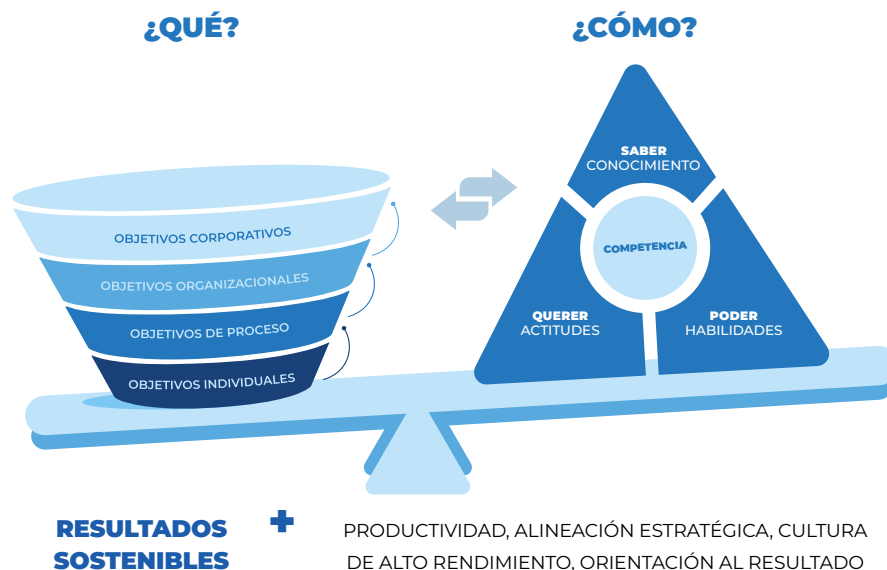 ¿QUÉ?
¿CÓMO?
OBJETIVOS CORPORATIVOS
OBJETIVOS ORGANIZACIONALES
OBJETIVOS DE PROCESO
OBJETIVOS INDIVIDUALES
SABER
CONOCIMIENTO
COMPETENCIA
QUERER
ACTITUDES
PODER
HABILIDADES
RESULTADOS
SOSTENIBLES
+
PRODUCTIVIDAD, ALINEACIÓN ESTRATÉGICA, CULTURA
DE ALTO RENDIMIENTO, ORIENTACIÓN AL RESULTADO